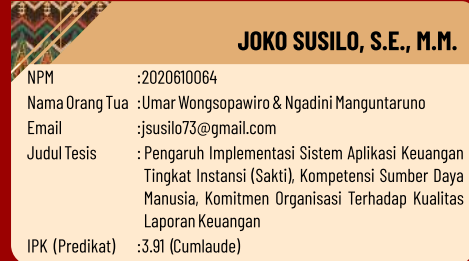 JOKO SUSILO, S.E., M.M.
NPM :2020610064
Nama Orang Tua :Umar Wongsopawiro & Ngadini Manguntaruno
Email :jsusilo73@gmail.com
Judul Tesis : Pengaruh Implementasi Sistem Aplikasi Keuangan
Tingkat Instansi (Sakti), Kompetensi Sumber Daya
Manusia, Komitmen Organisasi Terhadap Kualitas
Laporan Keuangan
IPK (Predikat) :3.91 (Cumlaude)